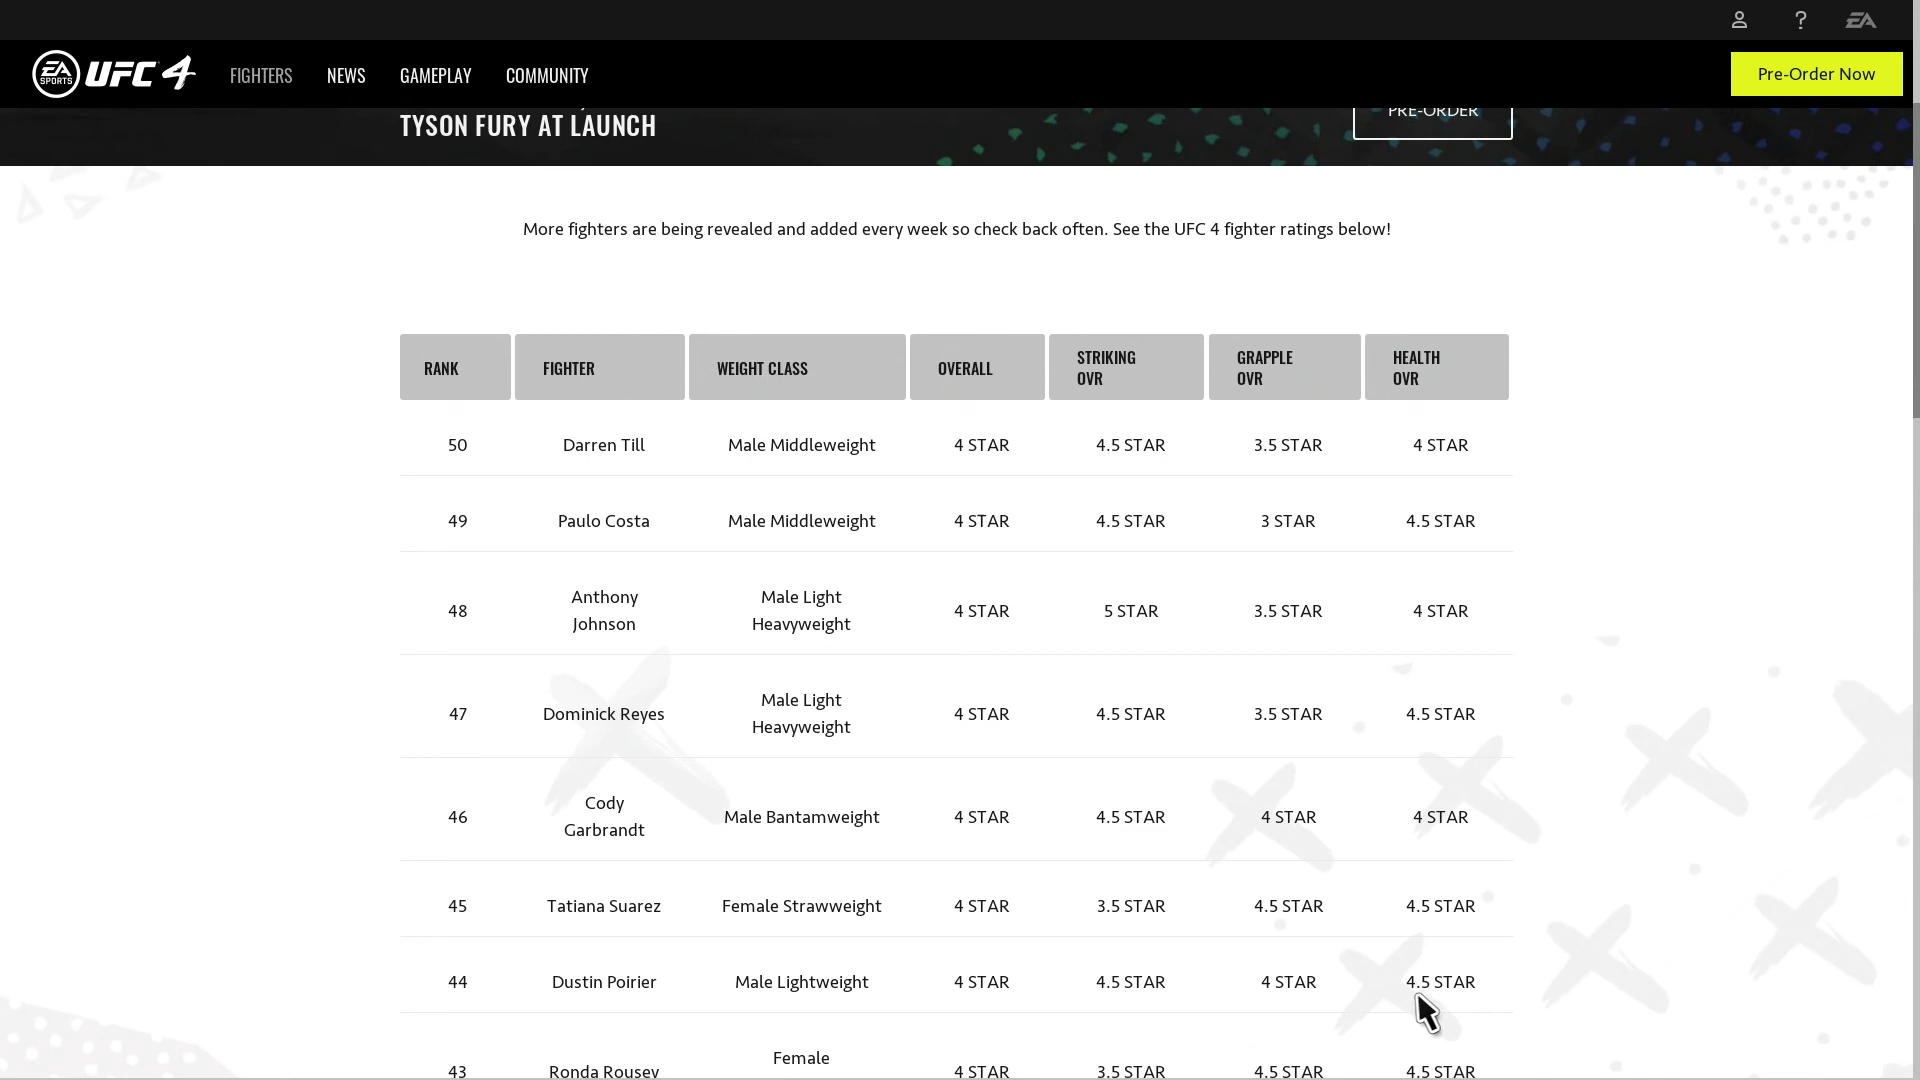 EA
EA SPORTS UFC 4 FIGHTERS NEWS GAMEPLAY COMMUNITY Pre-Order Now
PRE-ORDER
TYSON FURY AT LAUNCH
More fighters are being revealed and added every week so check back often. See the UFC 4 fighter ratings below!
RANK FIGHTER WEIGHT CLASS OVERALL STRIKING OVR GRAPPLE OVR HEALTH OVR
50 Darren Till Male Middleweight 4 STAR 4.5 STAR 3.5 STAR 4 STAR
49 Paulo Costa Male Middleweight 4 STAR 4.5 STAR 3 STAR 4.5 STAR
48 Anthony Johnson Male Light Heavyweight 4 STAR 5 STAR 3.5 STAR 4 STAR
47 Dominick Reyes Male Light Heavyweight 4 STAR 4.5 STAR 3.5 STAR 4.5 STAR
46 Cody Garbrandt Male Bantamweight 4 STAR 4.5 STAR 4 STAR 4 STAR
45 Tatiana Suarez Female Strawweight 4 STAR 3.5 STAR 4.5 STAR 4.5 STAR
44 Dustin Poirier Male Lightweight 4 STAR 4.5 STAR 4 STAR 4.5 STAR
43 Ronda Rousey Female 4 STAR 3.5 STAR 4.5 STAR 4.5 STAR